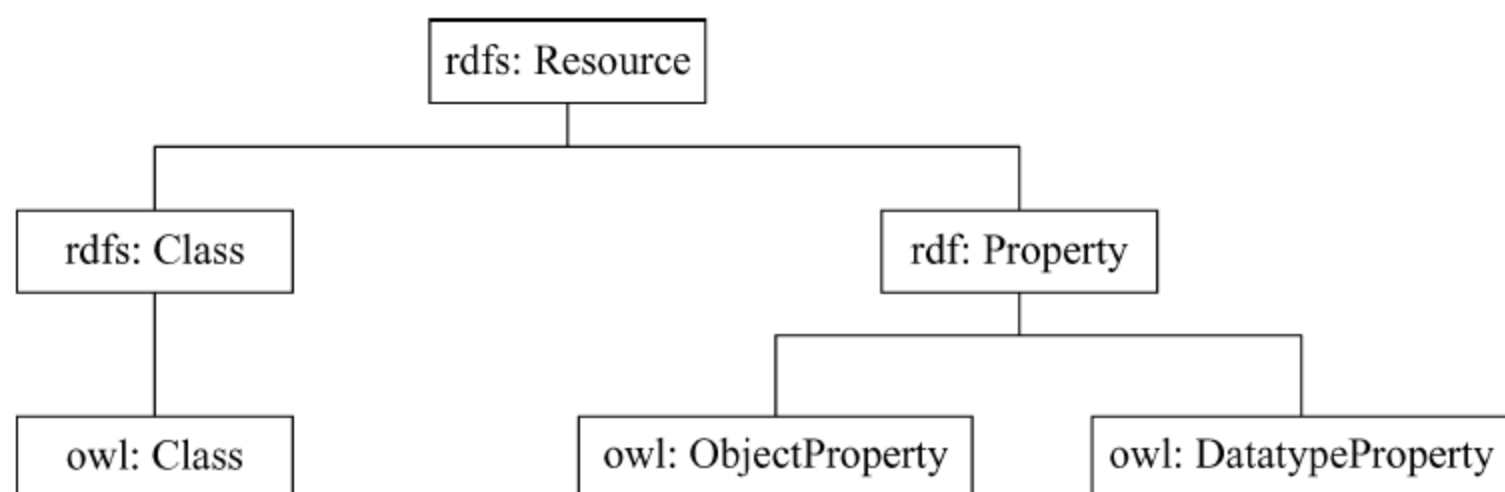 rdfs: Resource
rdfs: Class
rdf: Property
owl: Class
owl: ObjectProperty
owl: DatatypeProperty